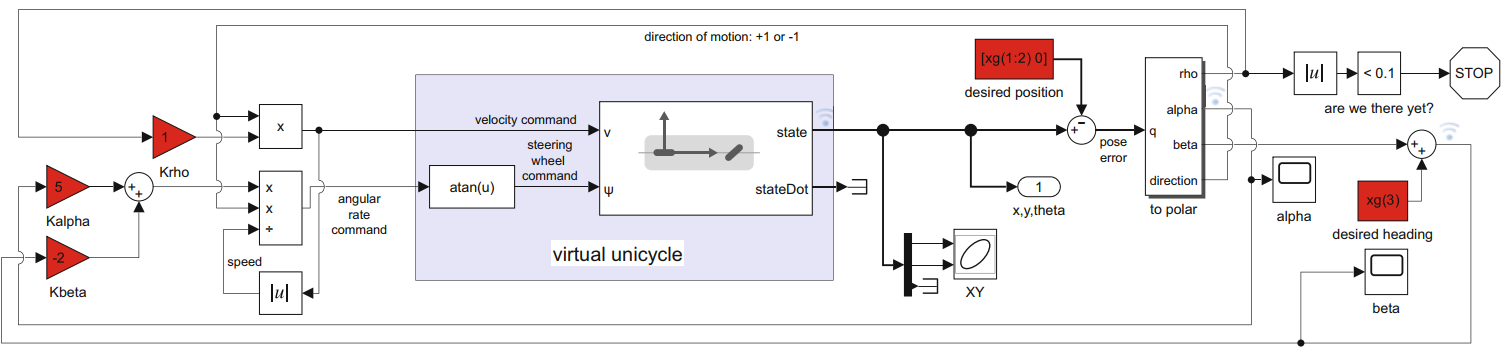 direction of motion: +1 or -1
[xg(1:2) 0]
desired position
rho
alpha
beta
direction
q
to polar
|u|
< 0.1
STOP
are we there yet?
1
Krho
x
velocity command
steering
wheel
command
v
ψ
state
stateDot
+
−
pose
error
5
Kalpha
+
+
x
x
÷
angular
rate
command
atan(u)
virtual unicycle
1
x,y,theta
alpha
+
+
xg(3)
desired heading
-2
Kbeta
speed
|u|
XY
beta